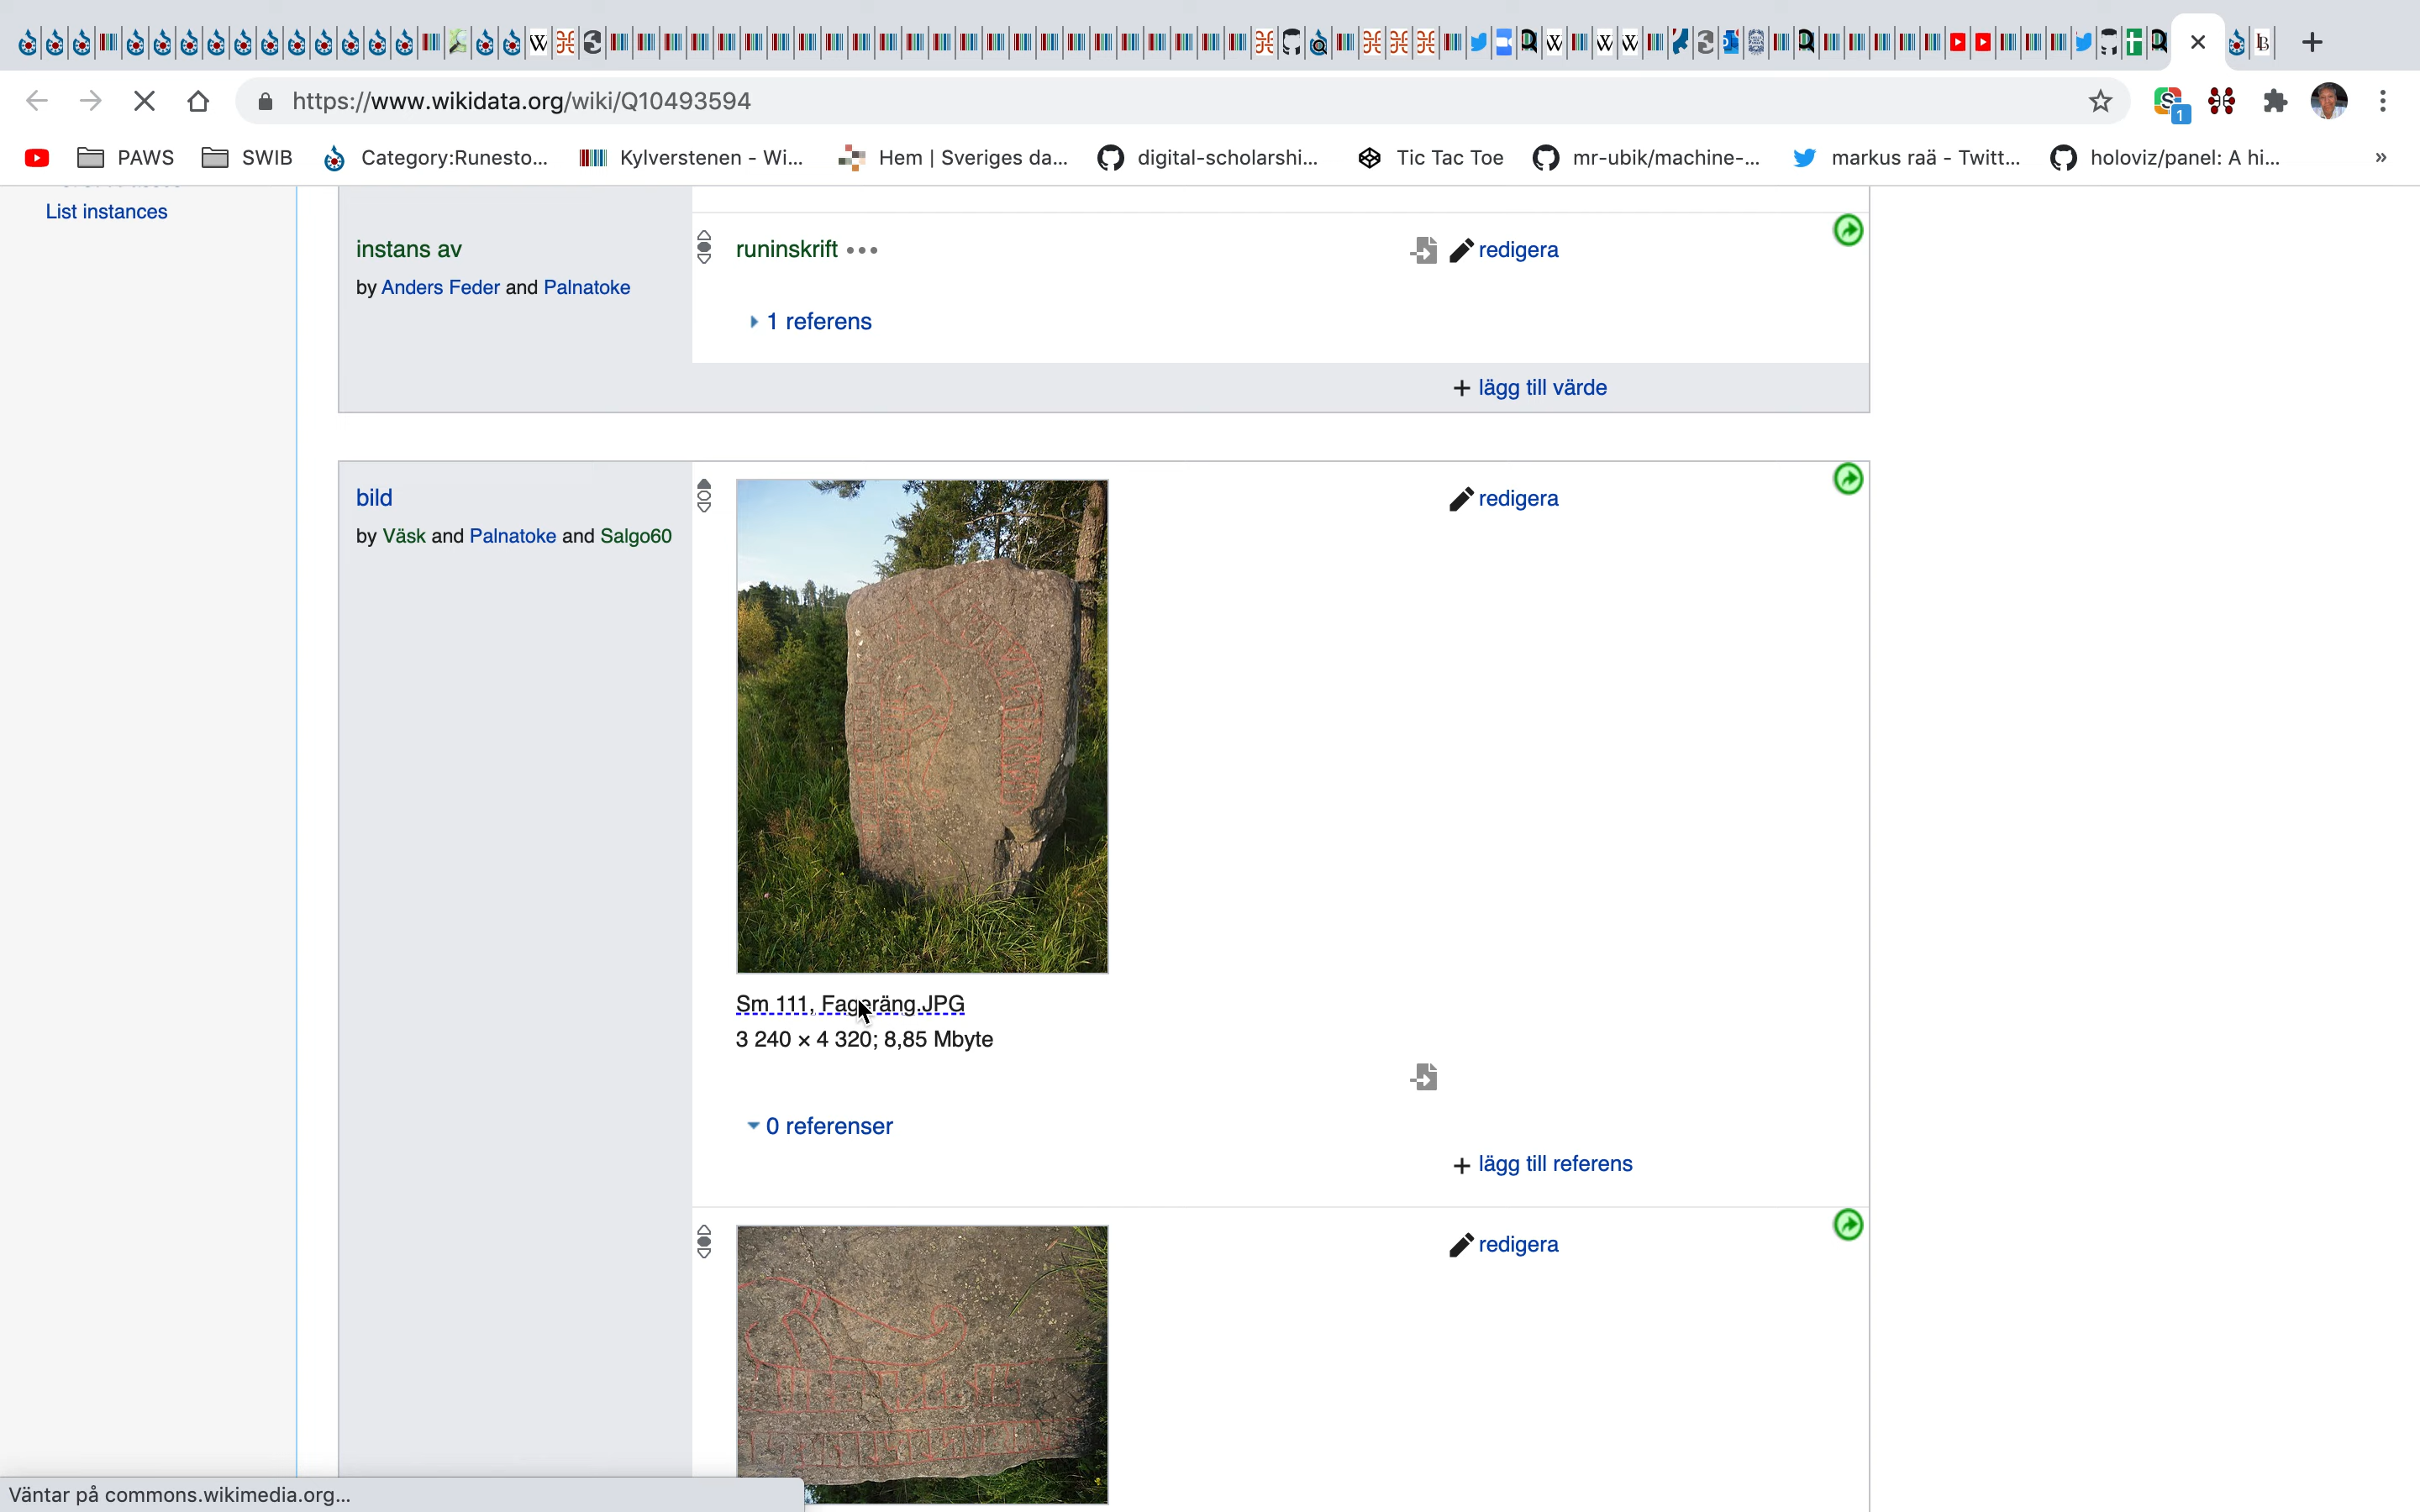 https://www.wikidata.org/wiki/Q10493594
1
PAWS
SWIB
Category:Runesto...
Kylverstenen - Wi...
Hem | Sveriges da...
digital-scholarshi...
Tic Tac Toe
mr-ubik/machine-...
markus raä - Twitt...
holoviz/panel: A hi...
»
List instances
instans av
by Anders Feder and Palnatoke
runinskrift
redigera
1 referens
+ lägg till värde
bild
by Väsk and Palnatoke and Salgo60
redigera
Sm 111, Fageräng.JPG
3 240 × 4 320; 8,85 Mbyte
0 referenser
+ lägg till referens
redigera
Väntar på commons.wikimedia.org...